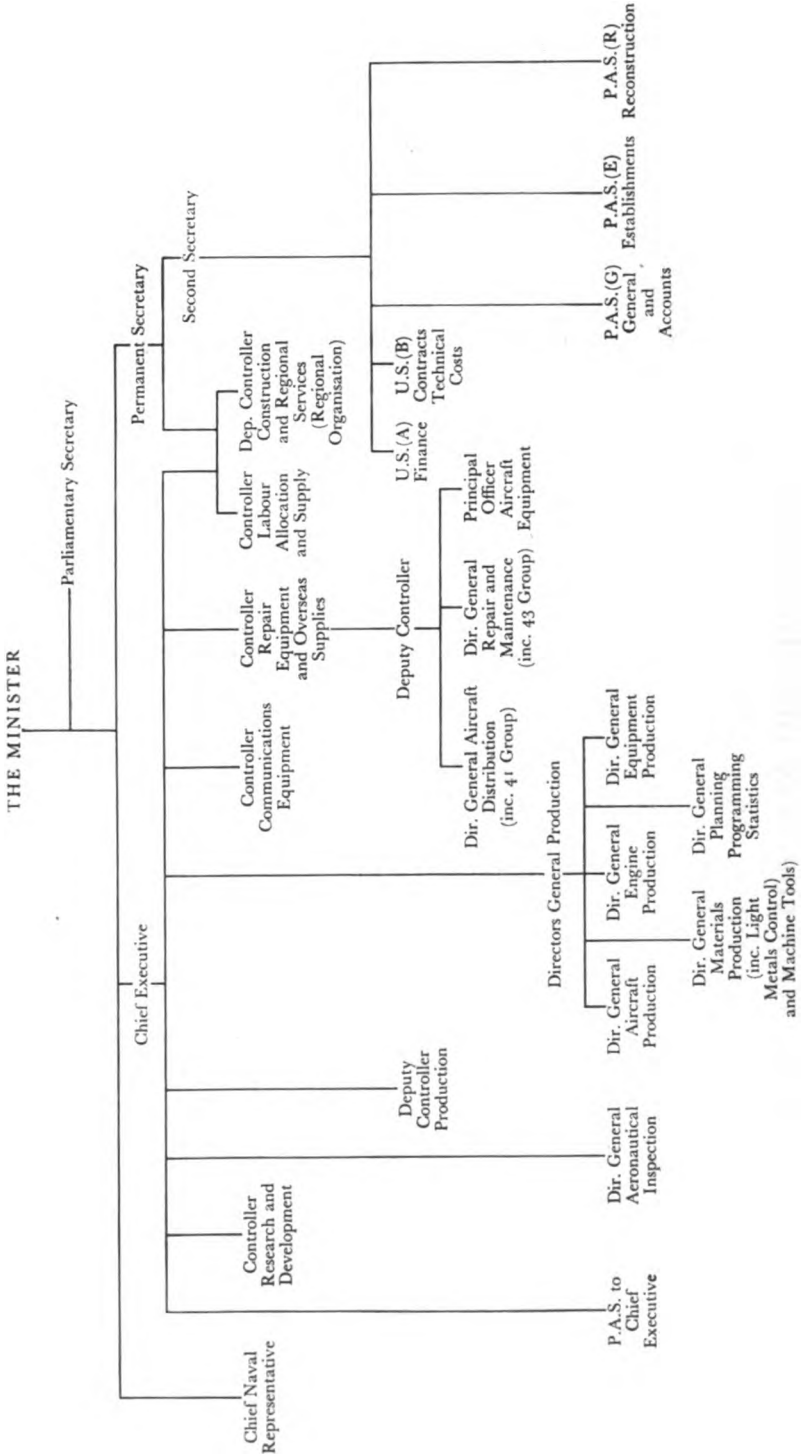 THE MINISTER
Parliamentary Secretary
Chief Executive
Permanent Secretary
Second Secretary
Chief Naval
Representative
Controller
Research and
Development
Controller
Communications
Equipment
Controller
Repair
Equipment
and Overseas
Supplies
Controller
Labour
Allocation
and Supply
Dep. Controller
Construction
and Regional
Services
(Regional
Organisation)
Deputy
Controller
Production
Deputy Controller
U.S.(A)
Finance
U.S.(B)
Contracts
Technical
Costs
Dir. General Aircraft
Distribution
(inc. 41 Group)
Dir. General
Repair and
Maintenance
(inc. 43 Group)
Principal
Officer
Aircraft
Equipment
Directors General Production
P.A.S. to
Chief
Executive
Dir. General
Aeronautical
Inspection
Dir. General
Aircraft
Production
Dir. General
Engine
Production
Dir. General
Equipment
Production
P.A.S.(G)
General
and
Accounts
P.A.S.(E)
Establishments
P.A.S.(R)
Reconstruction
Dir. General
Materials
Production
(inc. Light
Metals Control)
and Machine Tools)
Dir. General
Planning
Programming
Statistics